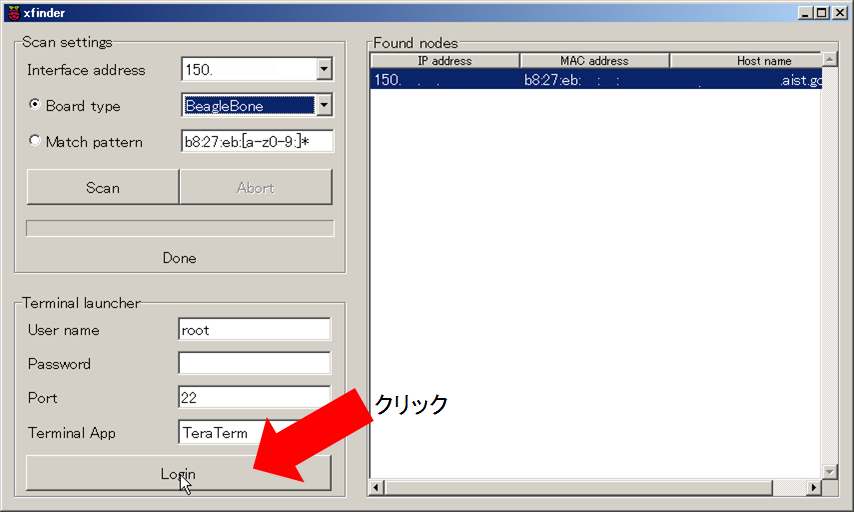 xfinder
Scan settings
Interface address 150.
Board type BeagleBone
Match pattern b8:27:eb:[a-z0-9:]*
Scan Abort
Done
Terminal launcher
User name root
Password
Port 22
Terminal App TeraTerm
Login
クリック
Found nodes
IP address MAC address Host name
150. . . b8:27:eb: : : . .aist.go